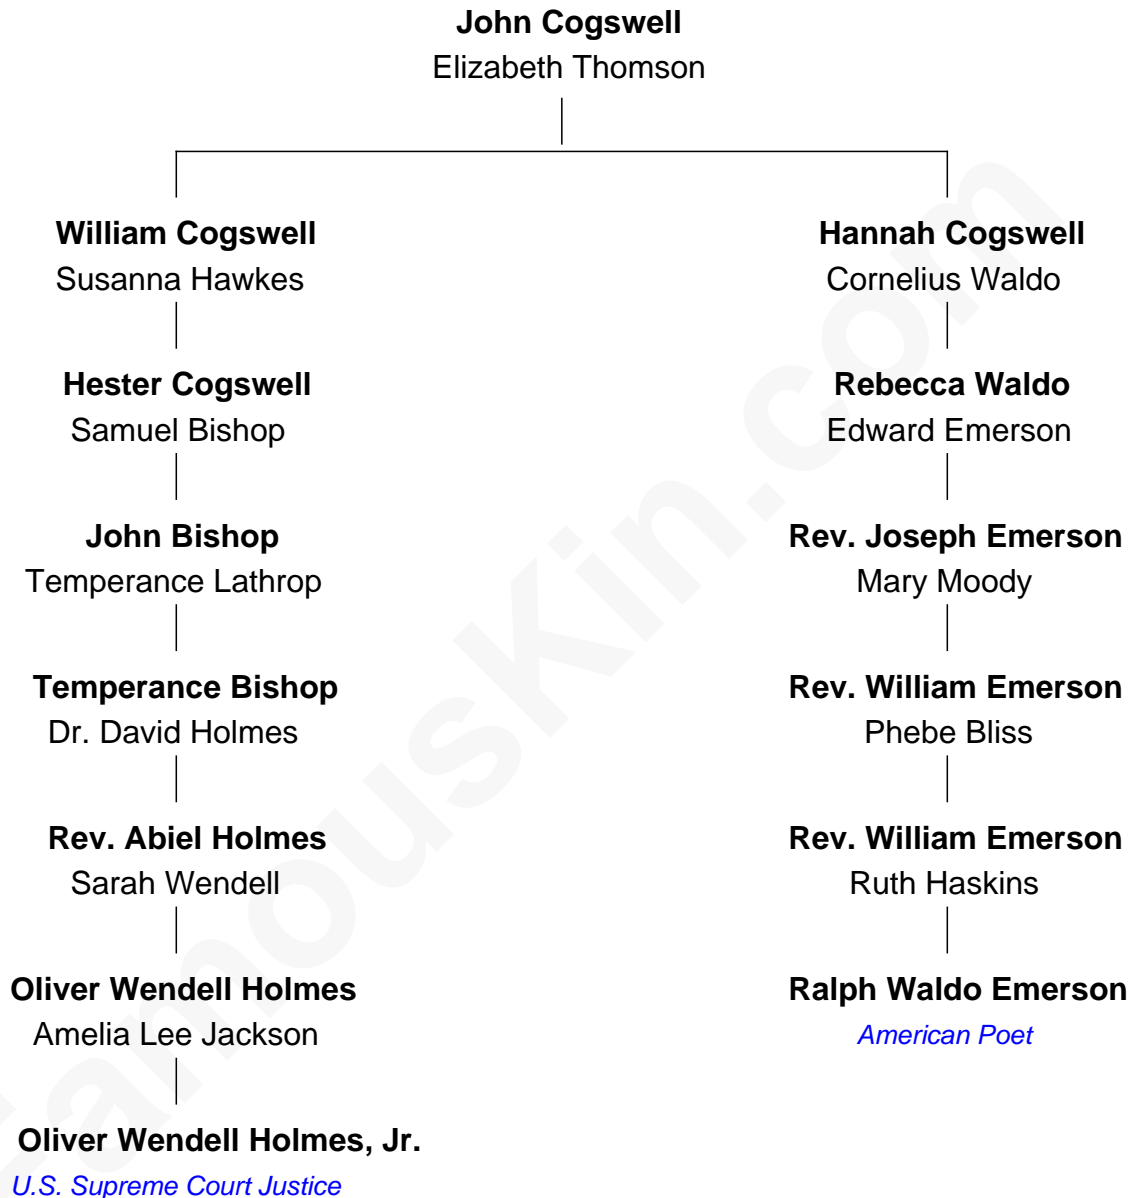 John Cogswell
Elizabeth Thomson
William Cogswell
Susanna Hawkes
Hannah Cogswell
Cornelius Waldo
Hester Cogswell
Samuel Bishop
Rebecca Waldo
Edward Emerson
John Bishop
Temperance Lathrop
Rev. Joseph Emerson
Mary Moody
Temperance Bishop
Dr. David Holmes
Rev. William Emerson
Phebe Bliss
Rev. Abiel Holmes
Sarah Wendell
Rev. William Emerson
Ruth Haskins
Oliver Wendell Holmes
Amelia Lee Jackson
Ralph Waldo Emerson
American Poet
Oliver Wendell Holmes, Jr.
U.S. Supreme Court Justice
FamousKin.com